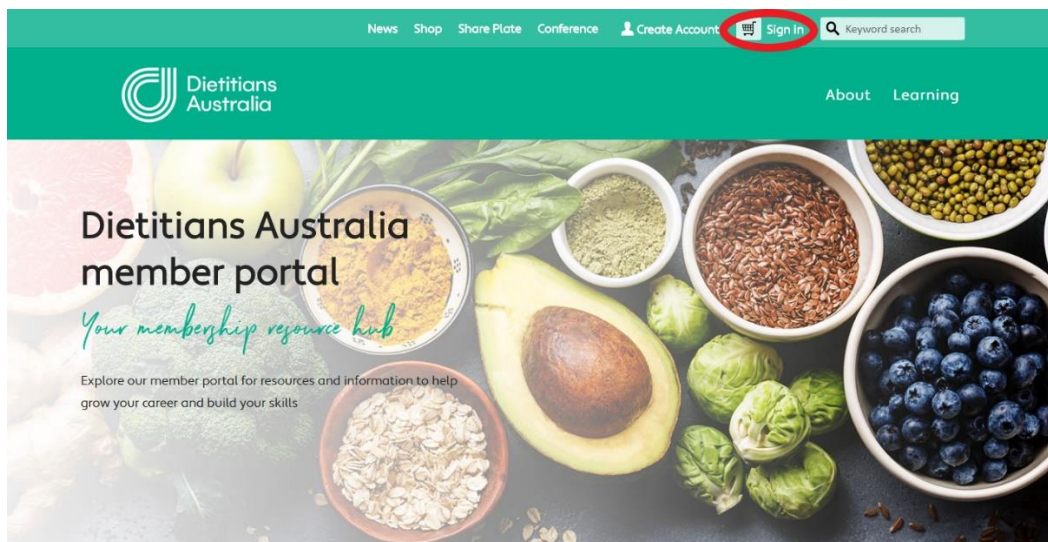 News Shop Share Plate Conference Create Account Sign In Keyword search
Dietitians
Australia
About Learning
Dietitians Australia
member portal
Your membership resource hub
Explore our member portal for resources and information to help
grow your career and build your skills